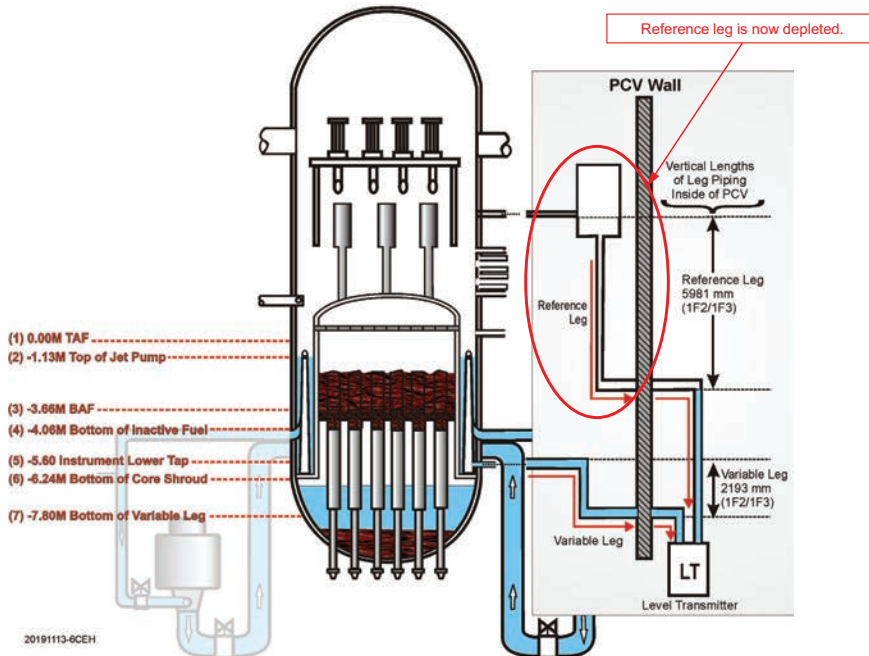 Reference leg is now depleted.
PCV Wall
Vertical Lengths
of Leg Piping
Inside of PCV
Reference Leg
5981 mm
(1F2/1F3)
Reference
Leg
(1) 0.00M TAF
(2) -1.13M Top of Jet Pump
(3) -3.66M BAF
(4) -4.06M Bottom of Inactive Fuel
(5) -5.60 Instrument Lower Tap
(6) -6.24M Bottom of Core Shroud
(7) -7.80M Bottom of Variable Leg
Variable Leg
2193 mm
(1F2/1F3)
Variable Leg
LT
Level Transmitter
20191113-6CEH